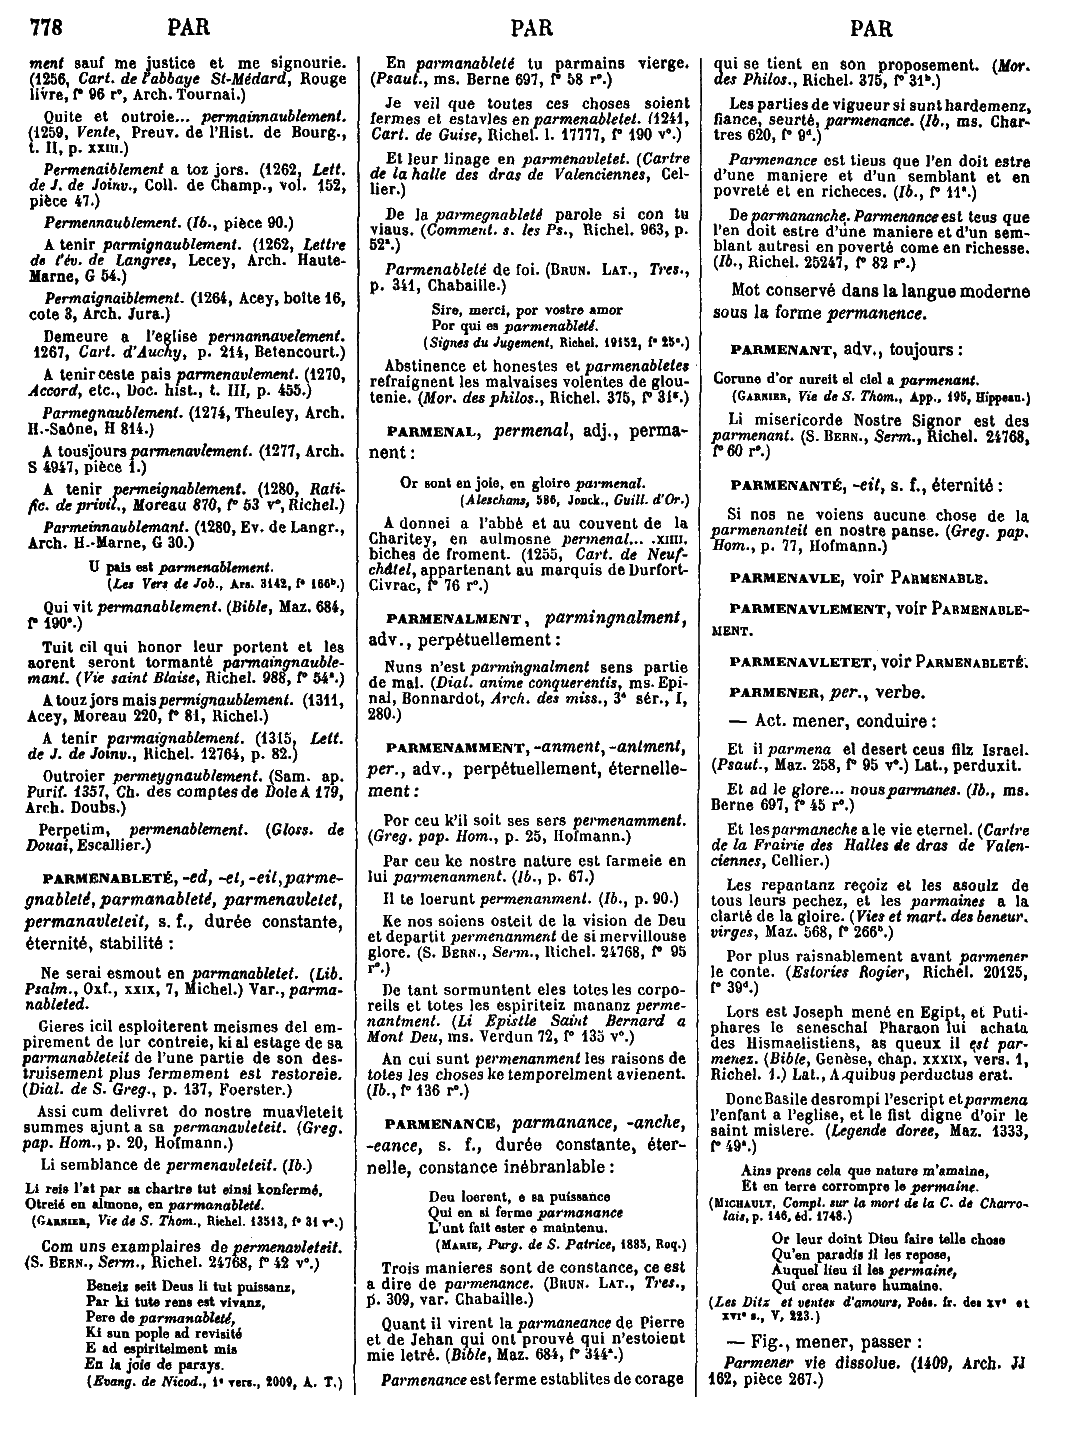 778 PAR PAR PAR
ment sauf me justice et me signourie.
(1256, Cart. de l'abbaye St-Médard, Rouge
livre, f° 96 r°, Arch. Tournai.)
Quite et outroie... permainnaublement.
(1259, Vente, Preuv. de l'Hist. de Bourg.,
t. II, p. XXIII.)
Permenaiblement a toz jors. (1262, Lett.
de J. de Joinv., Coll. de Champ., vol. 152,
pièce 47.)
Permennaublement. (Ib., pièce 90.)
A tenir parmignaublement. (1262, Lettre
de l'év. de Langres, Lecey, Arch. Haute-
Marne, G 54.)
Permaignaiblement. (1264, Acey, boîte 16,
cote 3, Arch. Jura.)
Demeure a l'eglise permannavelement.
1267, Cart. d'Auchy, p. 214, Betencourt.)
A tenir ceste pais parmenavlement. (1270,
Accord, etc., Doc. hist., t. III, p. 455.)
Parmegnaublement. (1274, Theuley, Arch.
H.-Saône, H 814.)
A tousjours parmenavlement. (1277, Arch.
S 4947, pièce 1.)
A tenir permeignablement. (1280, Rati-
fic. de privil., Moreau 870, f° 53 v°, Richel.)
Parmeinnaublemant. (1280, Ev. de Langr.,
Arch. H.-Marne, G 30.)
U pais est parmenablement.
(Les Vers de Job., Ars. 3142, f° 166b.)
Qui vit permanablement. (Bible, Maz. 684,
f° 190a.)
Tuit cil qui honor leur portent et les
aorent seront tormanté parmaingnauble-
mant. (Vie saint Blaise, Richel. 988, f° 54a.)
A touz jors mais permignaublement. (1311,
Acey, Moreau 220, f° 81, Richel.)
A tenir parmaignablement. (1315, Lett.
de J. de Joinv., Richel. 12764, p. 82.)
Outroier permeygnaublement. (Sam. ap.
Purif. 1357, Ch. des comptes de Dole A 179,
Arch. Doubs.)
Perpetim, permenablement. (Gloss. de
Douai, Escallier.)
PARMENABLETÉ, -ed, -et, -eit, parme-
gnableté, parmanableté, parmenavletet,
permanavleteit, s. f., durée constante,
éternité, stabilité :
Ne serai esmout en parmanabletet. (Lib.
Psalm., Oxf., XXIX, 7, Michel.) Var., parma-
nableted.
Gieres icil esploiterent meismes del em-
pirement de lur contreie, ki al estage de sa
parmanableteit de l'une partie de son des-
truisement plus fermement est restoreie.
(Dial. de S. Greg., p. 137, Foerster.)
Assi cum delivret do nostre muavleteit
summes ajunt a sa permanavleteit. (Greg.
pap. Hom., p. 20, Hofmann.)
Li semblance de permenavleteit. (Ib.)
Li reis l'at par sa chartre tut einsi konfermé,
Otreié en almone, en parmanableté.
(GARNIER, Vie de S. Thom., Richel. 13513, f° 31 v°.)
Com uns examplaires de permenavleteit.
(S. BERN., Serm., Richel. 24768, f° 42 v°.)
Beneiz seit Deus li tut puissanz,
Par ki tute rens est vivanz,
Pere de parmanableté,
Ki sun pople ad revisité
E ad espiritelment mis
En la joie de parays.
(Evang. de Nicod., 1e vers., 2009, A. T.)
En parmanableté tu parmains vierge.
(Psaut., ms. Berne 697, f° 58 r°.)
Je veil que toutes ces choses soient
fermes et estavles en parmenabletet. (1241,
Cart. de Guise, Richel. l. 17777, f° 190 v°.)
Et leur linage en parmenavletet. (Cartre
de la halle des dras de Valenciennes, Cel-
lier.)
De la parmegnableté parole si con tu
viaus. (Comment. s. les Ps., Richel. 963, p.
52a.)
Parmenableté de foi. (BRUN. LAT., Tres.,
p. 341, Chabaille.)
Sire, merci, por vostre amor
Por qui es parmenableté.
(Signes du Jugement, Richel. 19152, f° 25a.)
Abstinence et honestes et parmenabletes
refraignent les malvaises volentes de glou-
tenie. (Mor. des philos., Richel. 375, f° 31a.)
PARMENAL, permenal, adj., perma-
nent :
Or sont en joie, en gloire parmenal.
(Aleschans, 586, Jonck., Guill. d'Or.)
A donnei a l'abbé et au couvent de la
Charitey, en aulmosne permenal... .XIIII.
biches de froment. (1255, Cart. de Neuf-
châtel, appartenant au marquis de Durfort-
Civrac, f° 76 r°.)
PARMENALMENT, parmingnalment,
adv., perpétuellement :
Nuns n'est parmingnalment sens partie
de mal. (Dial. anime conquerentis, ms. Epi-
nal, Bonnardot, Arch. des miss., 3e sér., I,
280.)
PARMENAMMENT, -anment, -antment,
per., adv., perpétuellement, éternelle-
ment :
Por ceu k'il soit ses sers permenamment.
(Greg. pap. Hom., p. 25, Hofmann.)
Par ceu ke nostre nature est farmeie en
lui parmenanment. (Ib., p. 67.)
Il te loerunt permenanment. (Ib., p. 90.)
Ke nos soiens osteit de la vision de Deu
et departit permenanment de si mervillouse
glore. (S. BERN., Serm., Richel. 24768, f° 95
r°.)
De tant sormuntent eles totes les corpo-
reils et totes les espiriteiz mananz perme-
nantment. (Li Epistle Saint Bernard a
Mont Deu, ms. Verdun 72, f° 135 v°.)
An cui sunt permenanment les raisons de
totes les choses ke temporelment avienent.
(Ib., f° 136 r°.)
PARMENANCE, parmanance, -anche,
-eance, s. f., durée constante, éter-
nelle, constance inébranlable :
Deu loerent, e sa puissance
Qui en si ferme parmanance
L'unt fait ester e maintenu.
(MARIE, Purg. de S. Patrice, 1885, Roq.)
Trois manieres sont de constance, ce est
a dire de parmenance. (BRUN. LAT., Tres.,
p. 309, var. Chabaille.)
Quant il virent la parmaneance de Pierre
et de Jehan qui ont prouvé qui n'estoient
mie letré. (Bible, Maz. 684, f° 344a.)
Parmenance est ferme establites de corage
qui se tient en son proposement. (Mor.
des Philos., Richel. 375, f° 31b.)
Les parties de vigueur si sunt hardemenz,
fiance, seurté, parmenance. (Ib., ms. Char-
tres 620, f° 9d.)
Parmenance est tieus que l'en doit estre
d'une maniere et d'un semblant et en
povreté et en richeces. (Ib., f° 11a.)
De parmananche. Parmenance est teus que
l'en doit estre d'une maniere et d'un sem-
blant autresi en poverté come en richesse.
(Ib., Richel. 25247, f° 82 r°.)
Mot conservé dans la langue moderne
sous la forme permanence.
PARMENANT, adv., toujours :
Corune d'or aureit el ciel a parmenant.
(GARNIER, Vie de S. Thom., App., 195, Hippeau.)
Li misericorde Nostre Signor est des
parmenant. (S. BERN., Serm., Richel. 24768,
f° 60 r°.)
PARMENANTÉ, -eit, s. f., éternité :
Si nos ne voiens aucune chose de la
parmenanteit en nostre panse. (Greg. pap.
Hom., p. 77, Hofmann.)
PARMENAVLE, voir PARMENABLE.
PARMENAVLEMENT, voir PARMENABLE-
MENT.
PARMENAVLETET, voir PARMENABLETÉ.
PARMENER, per., verbe.
— Act. mener, conduire :
Et il parmena el desert ceus filz Israel.
(Psaut., Maz. 258, f° 95 v°.) Lat., perduxit.
Et ad le glore... nous parmanes. (Ib., ms.
Berne 697, f° 45 r°.)
Et les parmaneche a le vie eternel. (Cartre
de la Frairie des Halles de dras de Valen-
ciennes, Cellier.)
Les repantanz reçoiz et les asoulz de
tous leurs pechez, et les parmaines a la
clarté de la gloire. (Vies et mart. des beneur.
virges, Maz. 568, f° 266b.)
Por plus raisnablement avant parmener
le conte. (Estories Rogier, Richel. 20125,
f° 39d.)
Lors est Joseph mené en Egipt, et Puti-
phares le seneschal Pharaon lui achata
des Hismaelistiens, as queux il est par-
menez. (Bible, Genèse, chap. XXXIX, vers. 1,
Richel. 1.) Lat., A quibus perductus erat.
Donc Basile desrompi l'escript et parmena
l'enfant a l'eglise, et le fist digne d'oir le
saint mistere. (Legende doree, Maz. 1333,
f° 49a.)
Ains prens cela que nature m'amaine,
Et en terre corrompre le permaine.
(MICHAULT, Compl. sur la mort de la C. de Charro-
lais, p. 146, éd. 1748.)
Or leur doint Dieu faire telle chose
Qu'en paradis il les repose,
Auquel lieu il les permaine,
Qui crea nature humaine.
(Les Ditz et ventes d'amours, Poés. fr. des XVe et
XVIe s., V, 223.)
— Fig., mener, passer :
Parmener vie dissolue. (1409, Arch. JJ
162, pièce 267.)